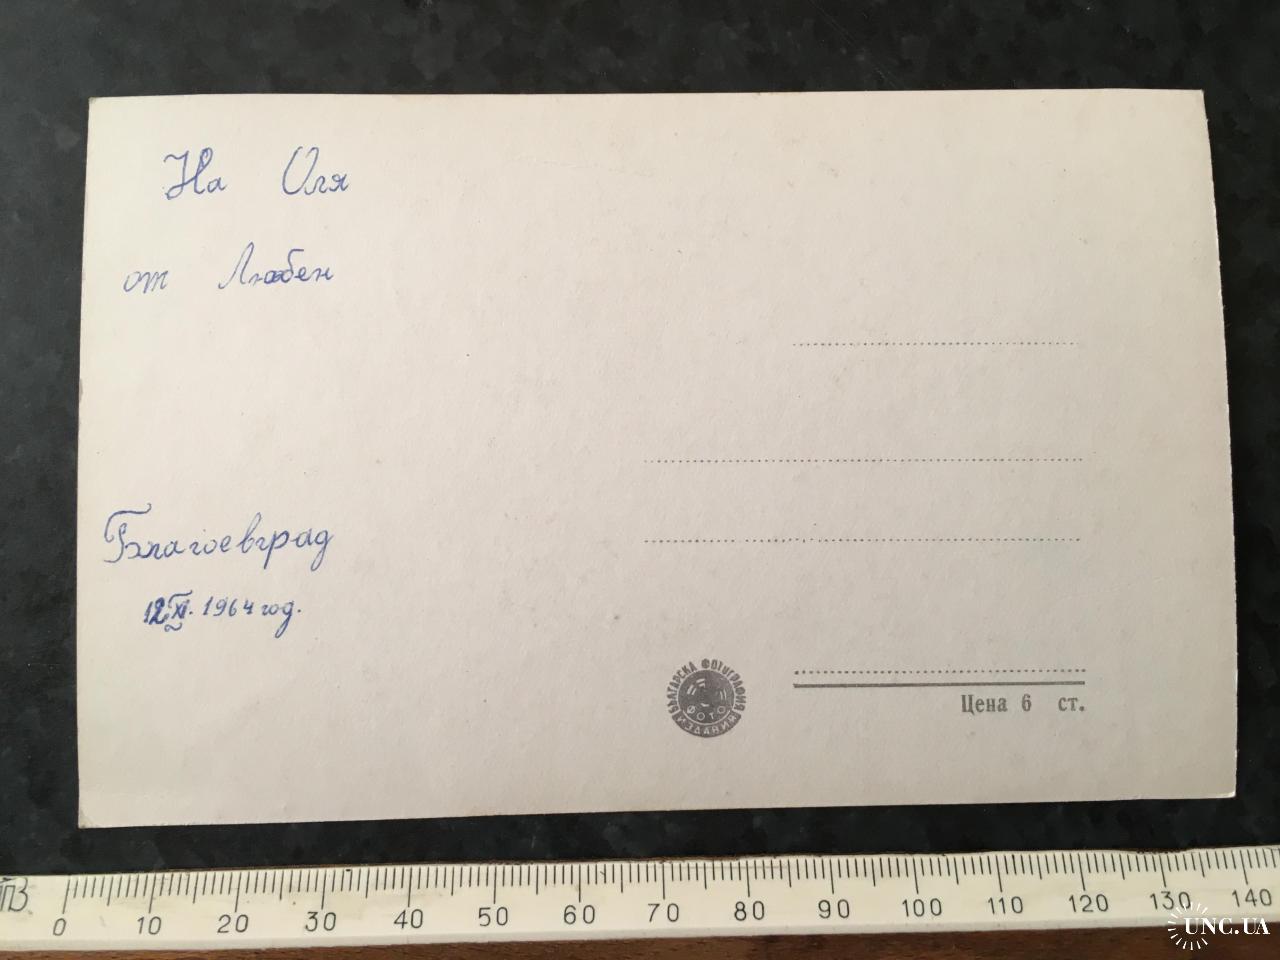 На Оля
от Любен
Благоевград
12 XI. 1964 год.
БЪЛГАРСКА ФОТОГРАФИЯ
ФОТО
ИЗДАНИЯ
Цена 6 ст.
0 10 20 30 40 50 60 70 80 90 100 110 120 130 140
UNC.UA